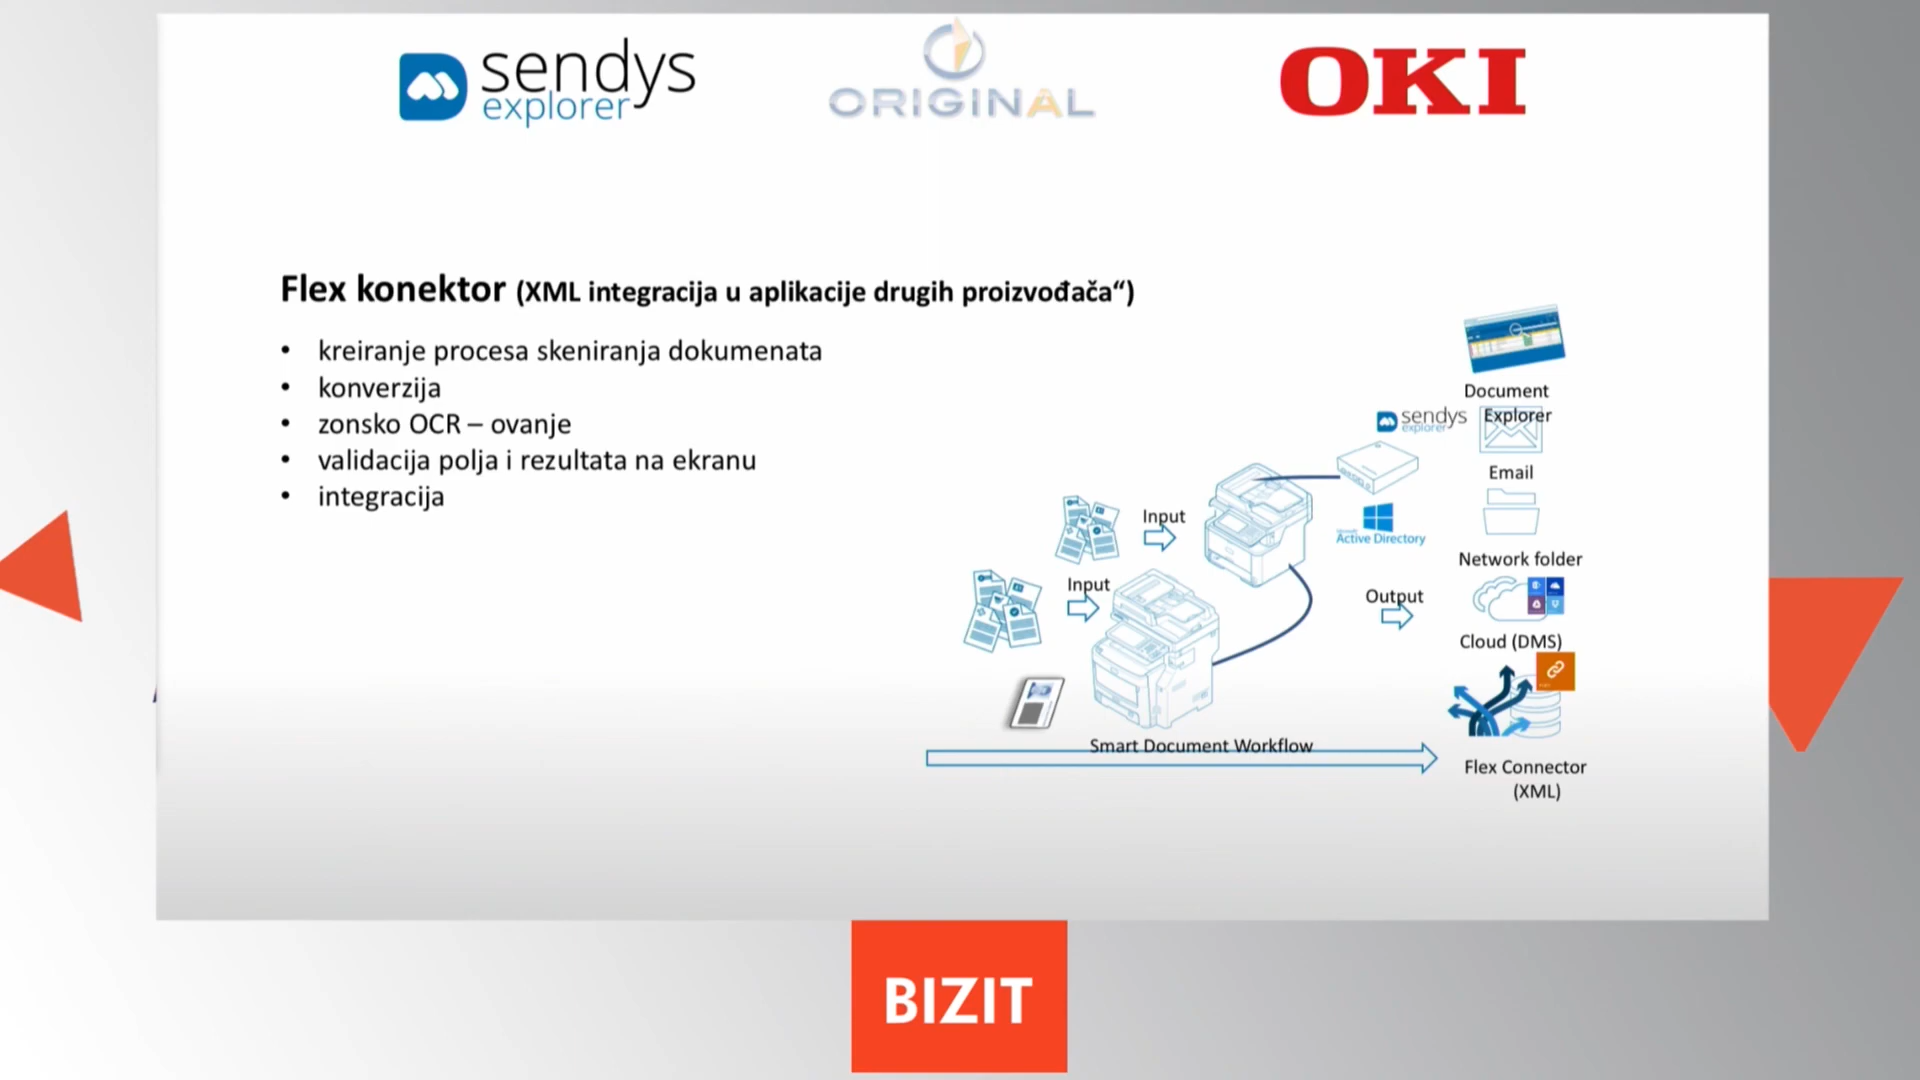 sendys
explorer
ORIGINAL
OKI
Flex konektor (XML integracija u aplikacije drugih proizvođača“)
• kreiranje procesa skeniranja dokumenata
• konverzija
• zonsko OCR – ovanje
• validacija polja i rezultata na ekranu
• integracija
Document
Explorer
sendys
explorer
Email
Input
Active Directory
Network folder
Input
Output
Cloud (DMS)
Smart Document Workflow
Flex Connector
(XML)
BIZIT